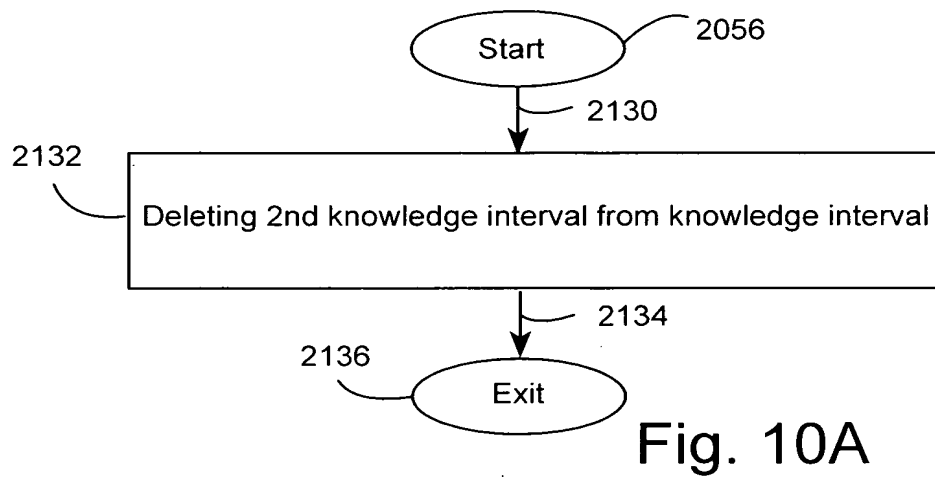 Start
2056
2130
2132
Deleting 2nd knowledge interval from knowledge interval
2134
2136
Exit
Fig. 10A